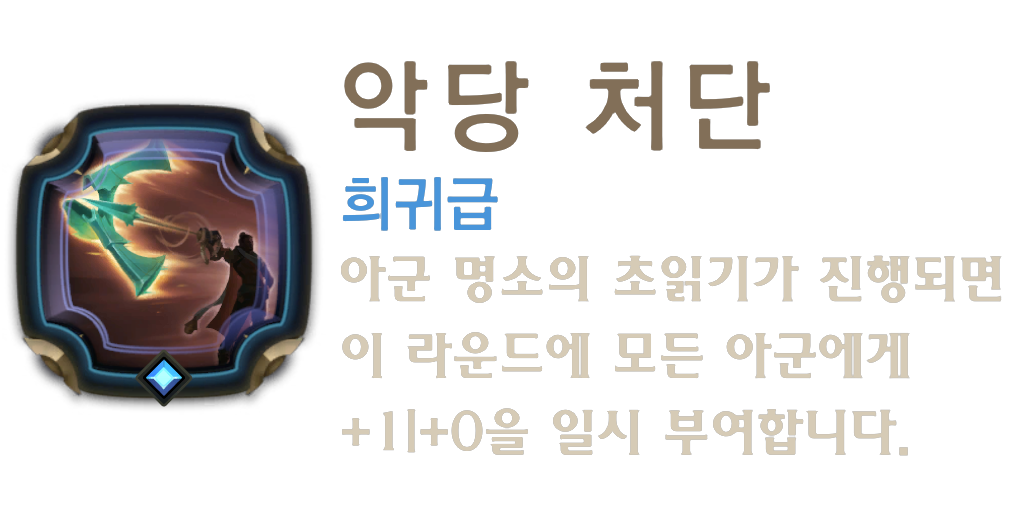 악당 처단
희귀급
아군 명소의 초읽기가 진행되면
이 라운드에 모든 아군에게
+1|+0을 일시 부여합니다.